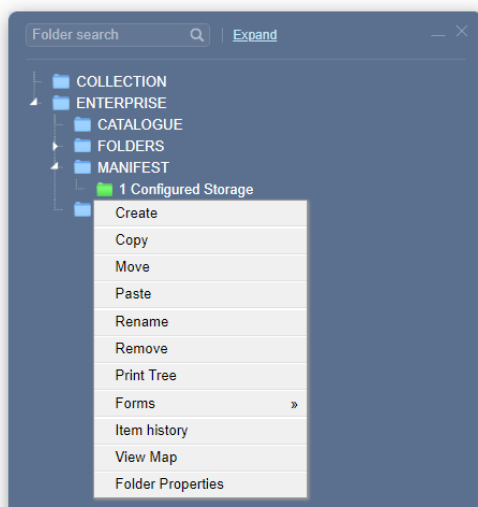 Folder search | Expand
COLLECTION
ENTERPRISE
CATALOGUE
FOLDERS
MANIFEST
1 Configured Storage
Create
Copy
Move
Paste
Rename
Remove
Print Tree
Forms »
Item history
View Map
Folder Properties